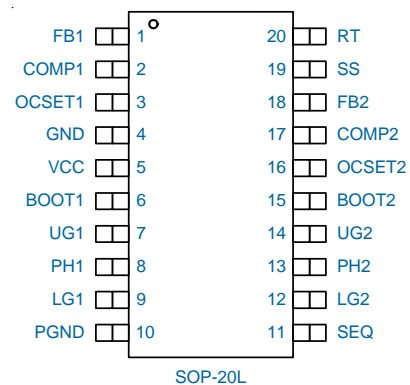 FB1 1 20 RT
COMP1 2 19 SS
OCSET1 3 18 FB2
GND 4 17 COMP2
VCC 5 16 OCSET2
BOOT1 6 15 BOOT2
UG1 7 14 UG2
PH1 8 13 PH2
LG1 9 12 LG2
PGND 10 11 SEQ
SOP-20L